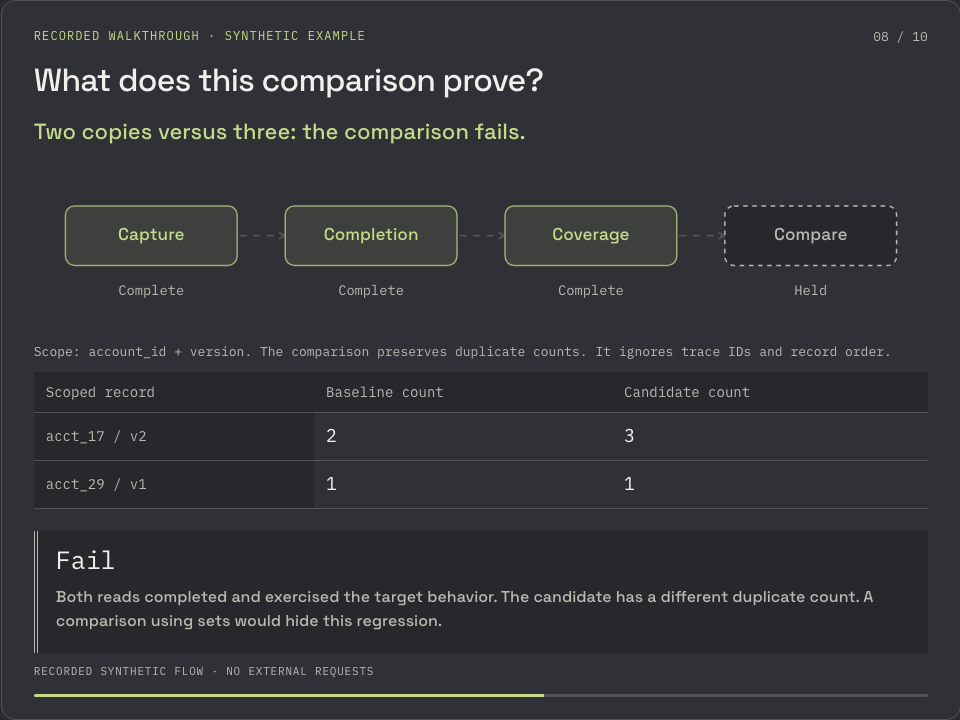 RECORDED WALKTHROUGH · SYNTHETIC EXAMPLE
08 / 10
What does this comparison prove?
Two copies versus three: the comparison fails.
Capture
Completion
Coverage
Compare
Complete
Complete
Complete
Held
Scope: account_id + version. The comparison preserves duplicate counts. It ignores trace IDs and record order.
Scoped record
Baseline count
Candidate count
acct_17 / v2
2
3
acct_29 / v1
1
1
Fail
Both reads completed and exercised the target behavior. The candidate has a different duplicate count. A
comparison using sets would hide this regression.
RECORDED SYNTHETIC FLOW · NO EXTERNAL REQUESTS